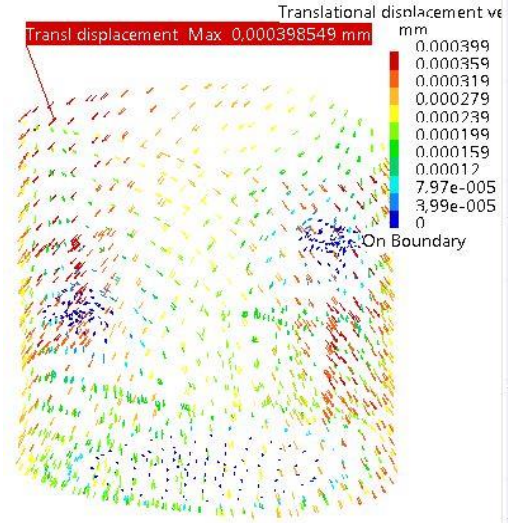 Translational displacement ve
mm
Transl displacement Max 0,000398549 mm
0.000399
0.000359
0.000319
0.000279
0.000239
0.000199
0.000159
0.00012
7.97e-005
3,99e-005
0
On Boundary